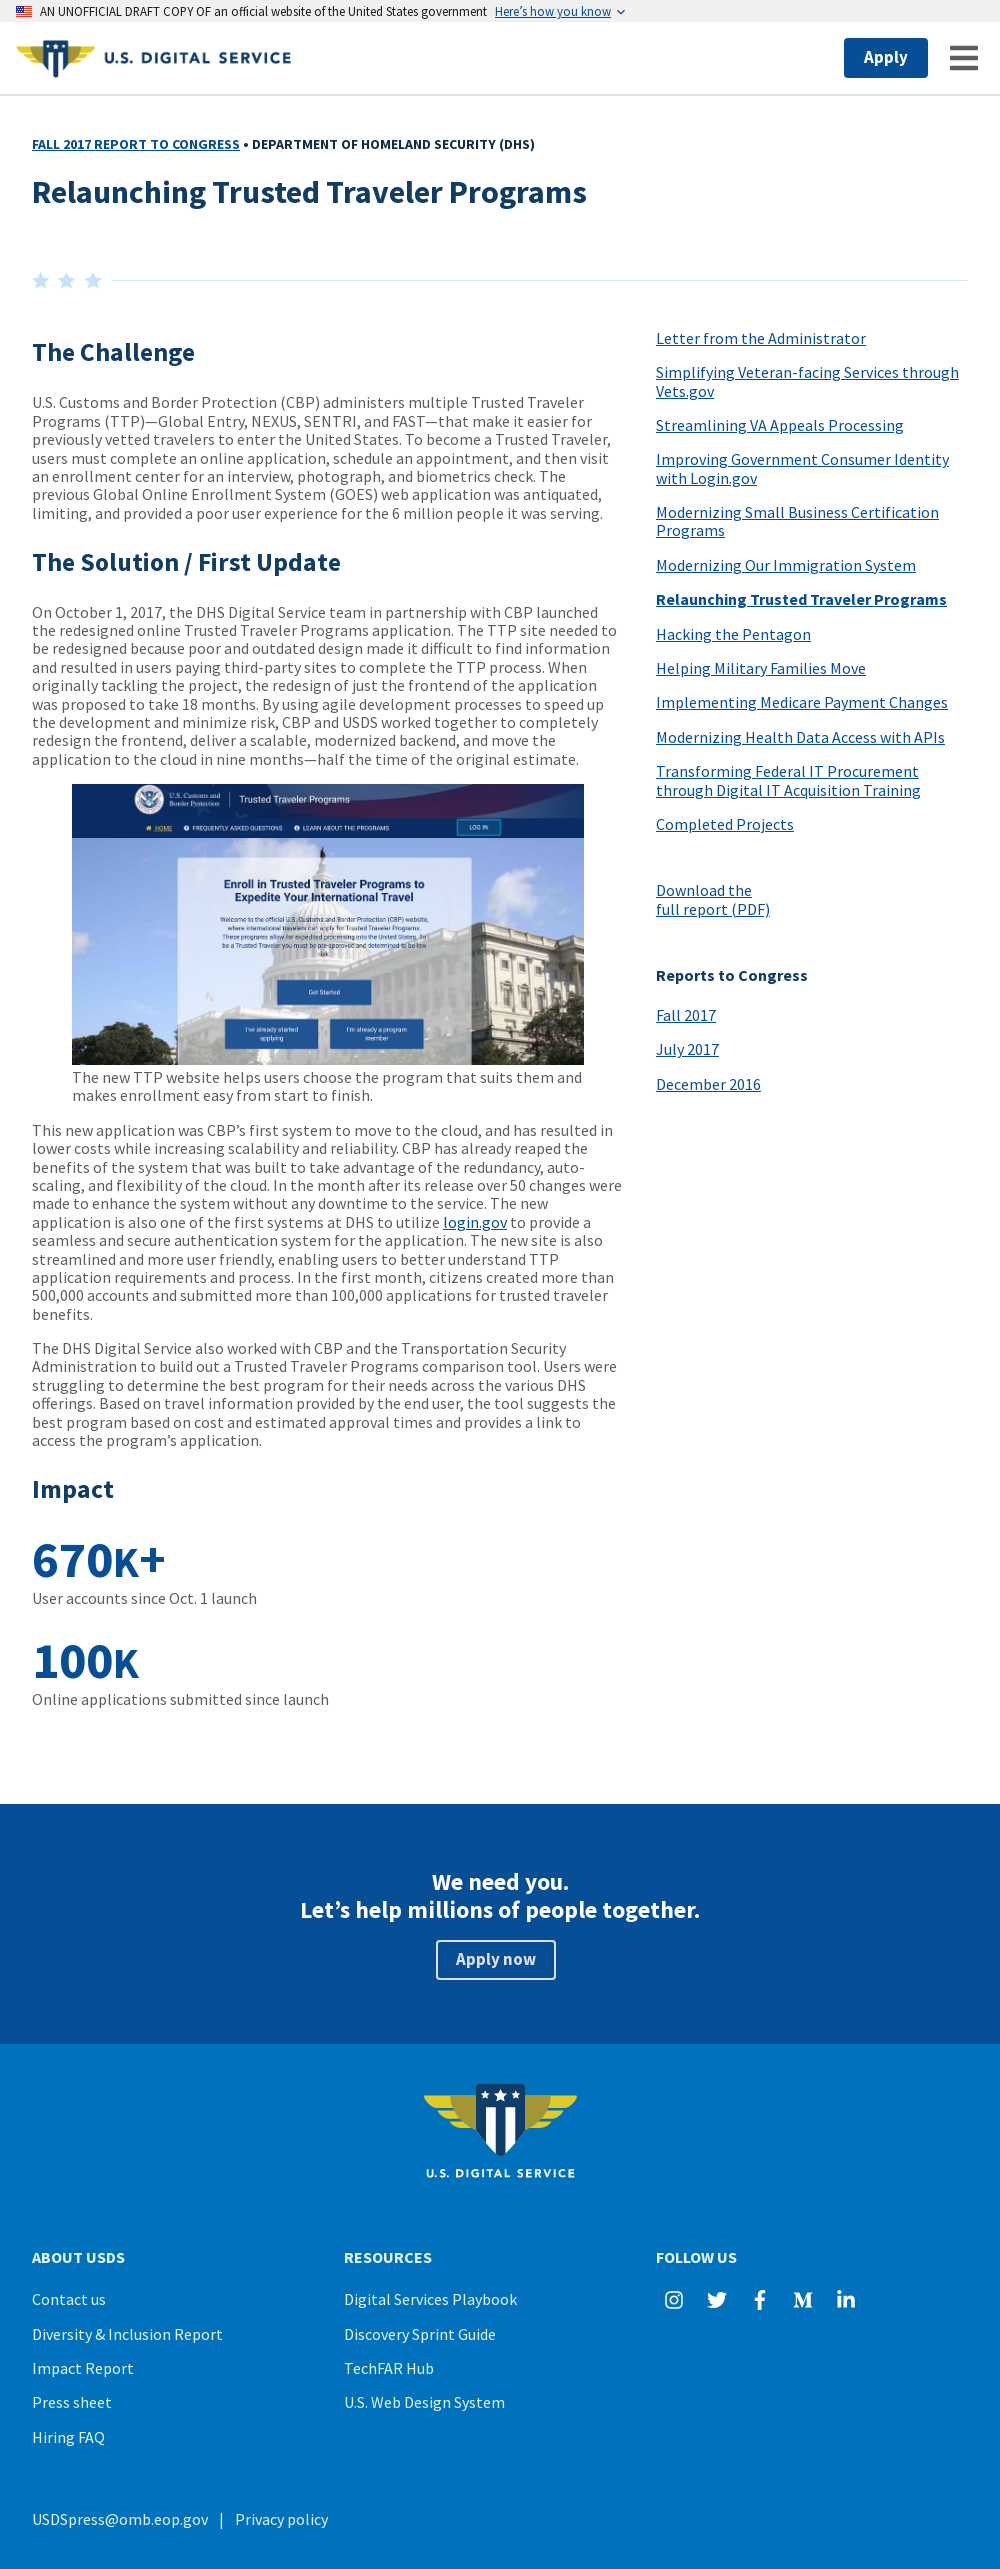 AN UNOFFICIAL DRAFT COPY OF an official website of the United States government Here’s how you know
U.S. DIGITAL SERVICE
Apply
FALL 2017 REPORT TO CONGRESS • DEPARTMENT OF HOMELAND SECURITY (DHS)
Relaunching Trusted Traveler Programs
The Challenge
U.S. Customs and Border Protection (CBP) administers multiple Trusted Traveler
Programs (TTP)—Global Entry, NEXUS, SENTRI, and FAST—that make it easier for
previously vetted travelers to enter the United States. To become a Trusted Traveler,
users must complete an online application, schedule an appointment, and then visit
an enrollment center for an interview, photograph, and biometrics check. The
previous Global Online Enrollment System (GOES) web application was antiquated,
limiting, and provided a poor user experience for the 6 million people it was serving.
The Solution / First Update
On October 1, 2017, the DHS Digital Service team in partnership with CBP launched
the redesigned online Trusted Traveler Programs application. The TTP site needed to
be redesigned because poor and outdated design made it difficult to find information
and resulted in users paying third-party sites to complete the TTP process. When
originally tackling the project, the redesign of just the frontend of the application
was proposed to take 18 months. By using agile development processes to speed up
the development and minimize risk, CBP and USDS worked together to completely
redesign the frontend, deliver a scalable, modernized backend, and move the
application to the cloud in nine months—half the time of the original estimate.
U.S. Customs and
Border Protection
Trusted Traveler Programs
HOME
FREQUENTLY ASKED QUESTIONS
LEARN ABOUT THE PROGRAMS
LOG IN
Enroll in Trusted Traveler Programs to
Expedite Your International Travel
Welcome to the official U.S. Customs and Border Protection (CBP) website,
where international travelers can apply for Trusted Traveler Programs.
These programs allow for expedited processing into the United States. To
be a Trusted Traveler you must be pre-approved and determined to be low
risk.
Get Started
I've already started
applying
I'm already a program
member
The new TTP website helps users choose the program that suits them and
makes enrollment easy from start to finish.
This new application was CBP’s first system to move to the cloud, and has resulted in
lower costs while increasing scalability and reliability. CBP has already reaped the
benefits of the system that was built to take advantage of the redundancy, auto-
scaling, and flexibility of the cloud. In the month after its release over 50 changes were
made to enhance the system without any downtime to the service. The new
application is also one of the first systems at DHS to utilize login.gov to provide a
seamless and secure authentication system for the application. The new site is also
streamlined and more user friendly, enabling users to better understand TTP
application requirements and process. In the first month, citizens created more than
500,000 accounts and submitted more than 100,000 applications for trusted traveler
benefits.
The DHS Digital Service also worked with CBP and the Transportation Security
Administration to build out a Trusted Traveler Programs comparison tool. Users were
struggling to determine the best program for their needs across the various DHS
offerings. Based on travel information provided by the end user, the tool suggests the
best program based on cost and estimated approval times and provides a link to
access the program’s application.
Impact
670K+
User accounts since Oct. 1 launch
100K
Online applications submitted since launch
Letter from the Administrator
Simplifying Veteran-facing Services through
Vets.gov
Streamlining VA Appeals Processing
Improving Government Consumer Identity
with Login.gov
Modernizing Small Business Certification
Programs
Modernizing Our Immigration System
Relaunching Trusted Traveler Programs
Hacking the Pentagon
Helping Military Families Move
Implementing Medicare Payment Changes
Modernizing Health Data Access with APIs
Transforming Federal IT Procurement
through Digital IT Acquisition Training
Completed Projects
Download the
full report (PDF)
Reports to Congress
Fall 2017
July 2017
December 2016
We need you.
Let’s help millions of people together.
Apply now
U.S. DIGITAL SERVICE
ABOUT USDS
Contact us
Diversity & Inclusion Report
Impact Report
Press sheet
Hiring FAQ
RESOURCES
Digital Services Playbook
Discovery Sprint Guide
TechFAR Hub
U.S. Web Design System
FOLLOW US
USDSpress@omb.eop.gov | Privacy policy